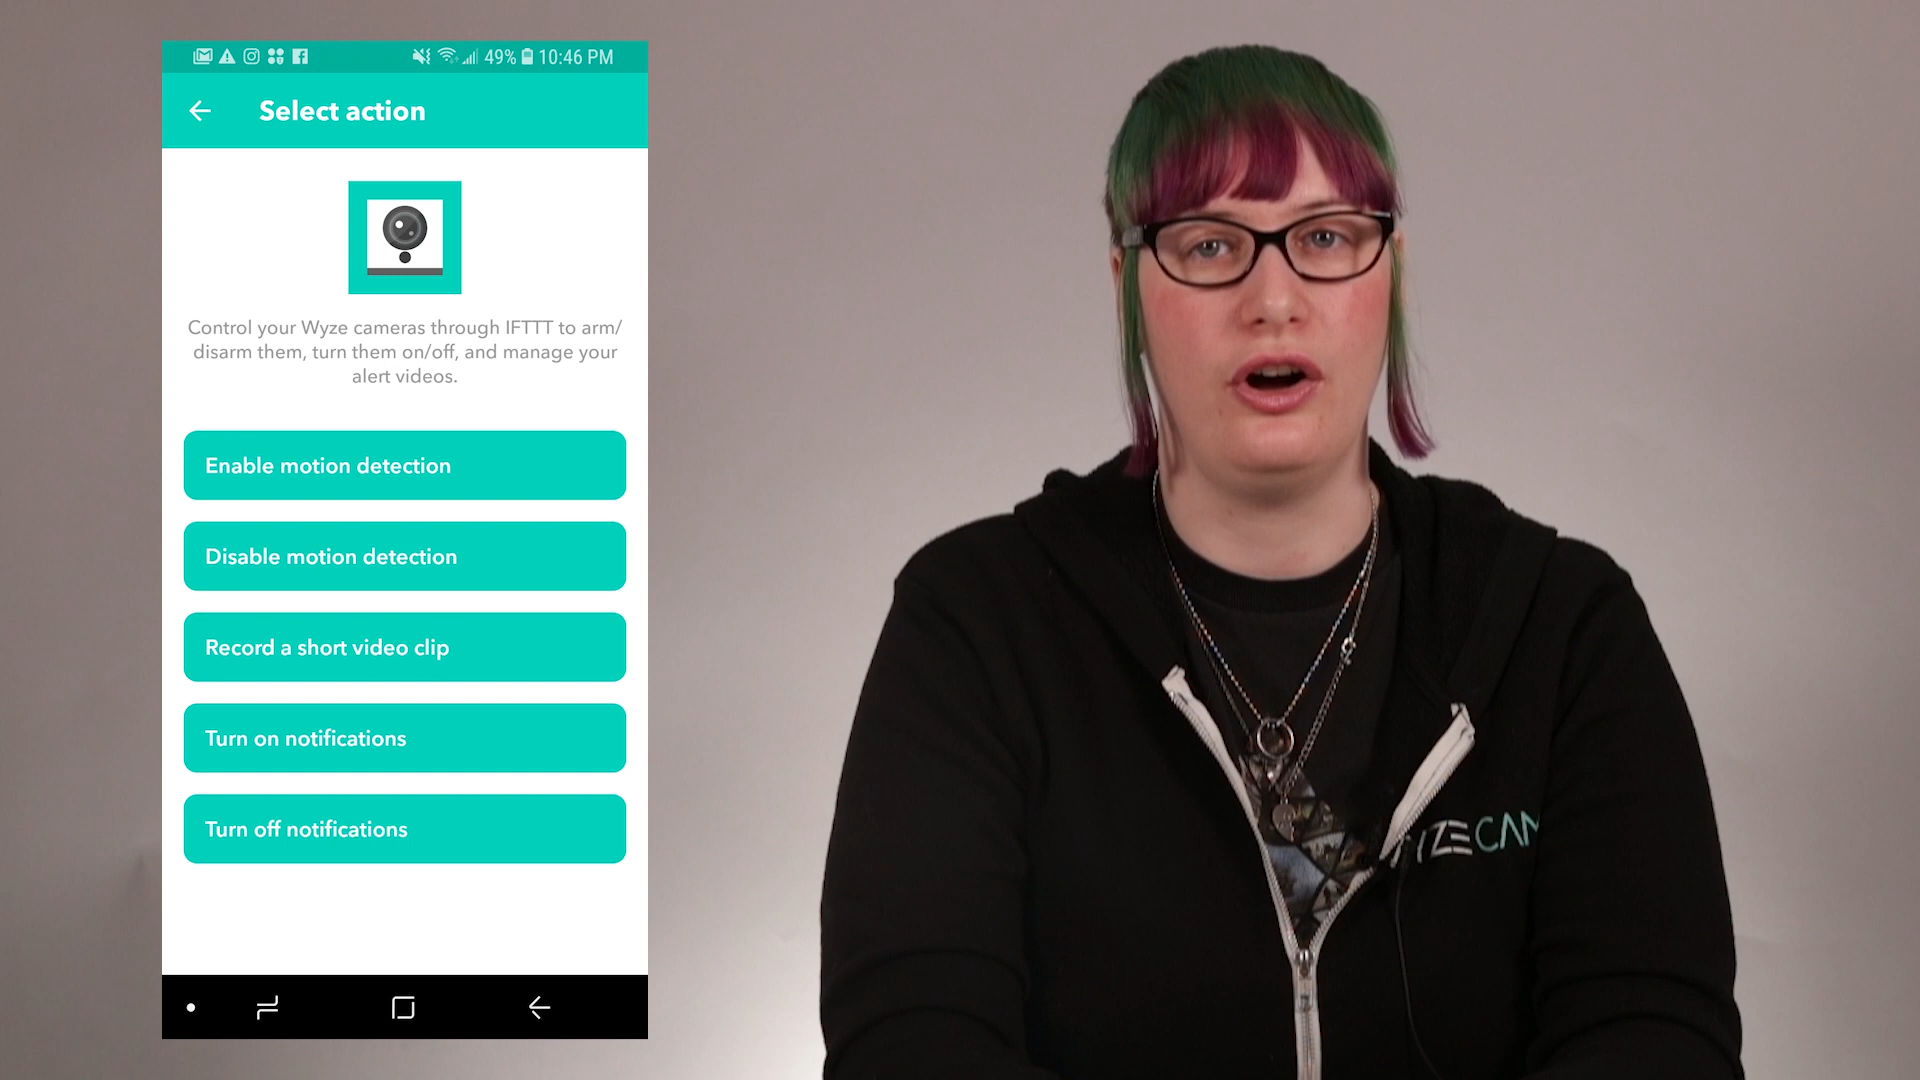 49% 10:46 PM
Select action
Control your Wyze cameras through IFTTT to arm/
disarm them, turn them on/off, and manage your
alert videos.
Enable motion detection
Disable motion detection
Record a short video clip
Turn on notifications
Turn off notifications
YZECAM